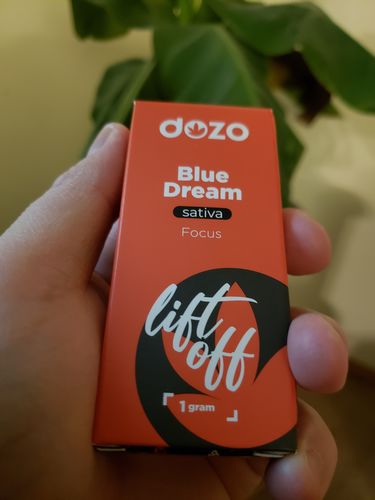 dozo
Blue
Dream
sativa
Focus
lift
off
1 gram